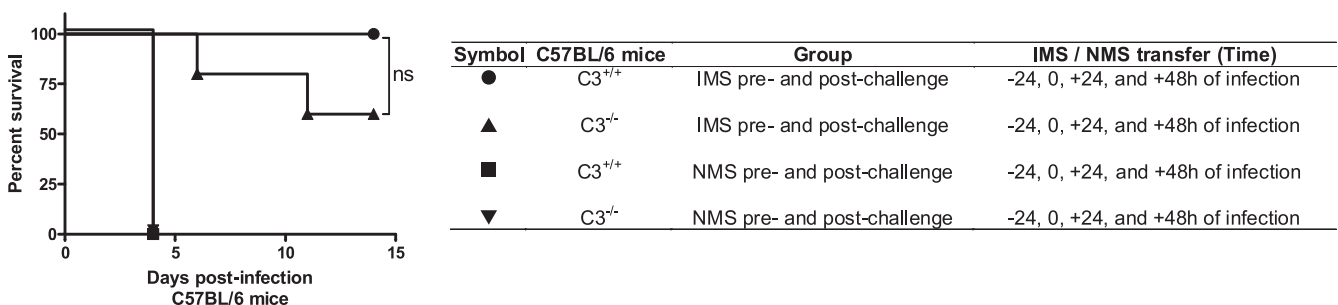 Percent survival
100
75
50
25
0
0 5 10 15
Days post-infection
C57BL/6 mice
ns
Symbol C57BL/6 mice Group IMS / NMS transfer (Time)
C3+/+ IMS pre- and post-challenge -24, 0, +24, and +48h of infection
C3-/- IMS pre- and post-challenge -24, 0, +24, and +48h of infection
C3+/+ NMS pre- and post-challenge -24, 0, +24, and +48h of infection
C3-/- NMS pre- and post-challenge -24, 0, +24, and +48h of infection